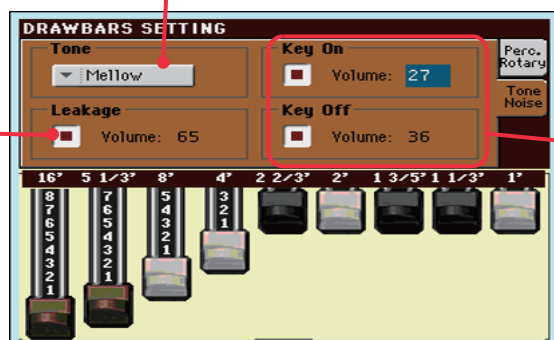 DRAWBARS SETTING
Tone
Mellow
Key On
Volume: 27
Perc.
Rotary
Tone
Noise
Leakage
Volume: 65
Key Off
Volume: 36
16' 5 1/3' 8' 4' 2 2/3' 2' 1 3/5' 1 1/3' 1'
8 7 5 3
7 6 4 2
6 5 3 1
5 4 2
4 3 1
3 2
2 1
1